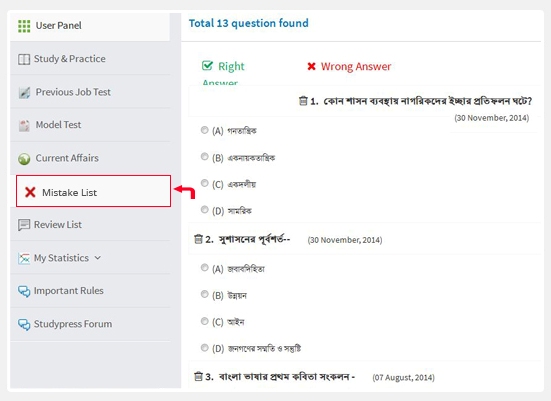 User Panel
Study & Practice
Previous Job Test
Model Test
Current Affairs
Mistake List
Review List
My Statistics
Important Rules
Studypress Forum
Total 13 question found
Right Answer
Wrong Answer
1. কোন শাসন ব্যবস্থায় নাগরিকদের ইচ্ছার প্রতিফলন ঘটে?
(30 November, 2014)
(A) গনতান্ত্রিক
(B) একনায়কতান্ত্রিক
(C) একদলীয়
(D) সামরিক
2. সুশাসনের পূর্বশর্ত-- (30 November, 2014)
(A) জবাবদিহিতা
(B) উন্নয়ন
(C) আইন
(D) জনগণের সম্মতি ও সন্তুষ্টি
3. বাংলা ভাষার প্রথম কবিতা সংকলন - (07 August, 2014)